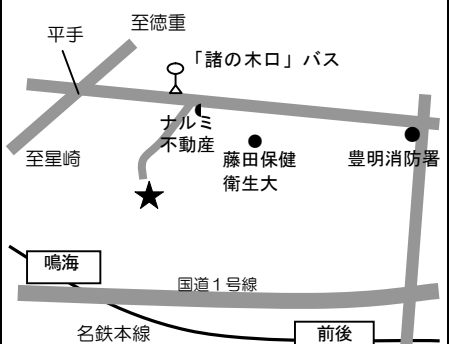 至徳重
平手
「諸の木口」バス
ナルミ
不動産
藤田保健
衛生大
豊明消防署
至星崎
鳴海
国道１号線
名鉄本線
前後